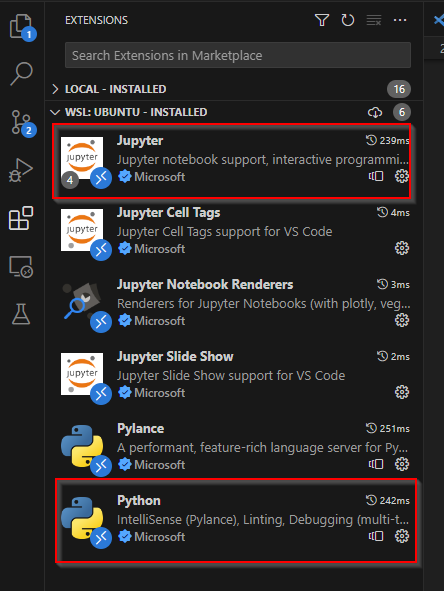 EXTENSIONS
1
Search Extensions in Marketplace
LOCAL - INSTALLED 16
WSL: UBUNTU - INSTALLED 6
2
Jupyter 239ms
Jupyter notebook support, interactive programmi...
Microsoft
jupyter
4
Jupyter Cell Tags 4ms
Jupyter Cell Tags support for VS Code
Microsoft
jupyter
Jupyter Notebook Renderers 3ms
Renderers for Jupyter Notebooks (with plotly, veg...
Microsoft
Jupyter Slide Show 2ms
Jupyter Slide Show support for VS Code
Microsoft
jupyter
Pylance 251ms
A performant, feature-rich language server for Py...
Microsoft
Python 242ms
IntelliSense (Pylance), Linting, Debugging (multi-t...
Microsoft